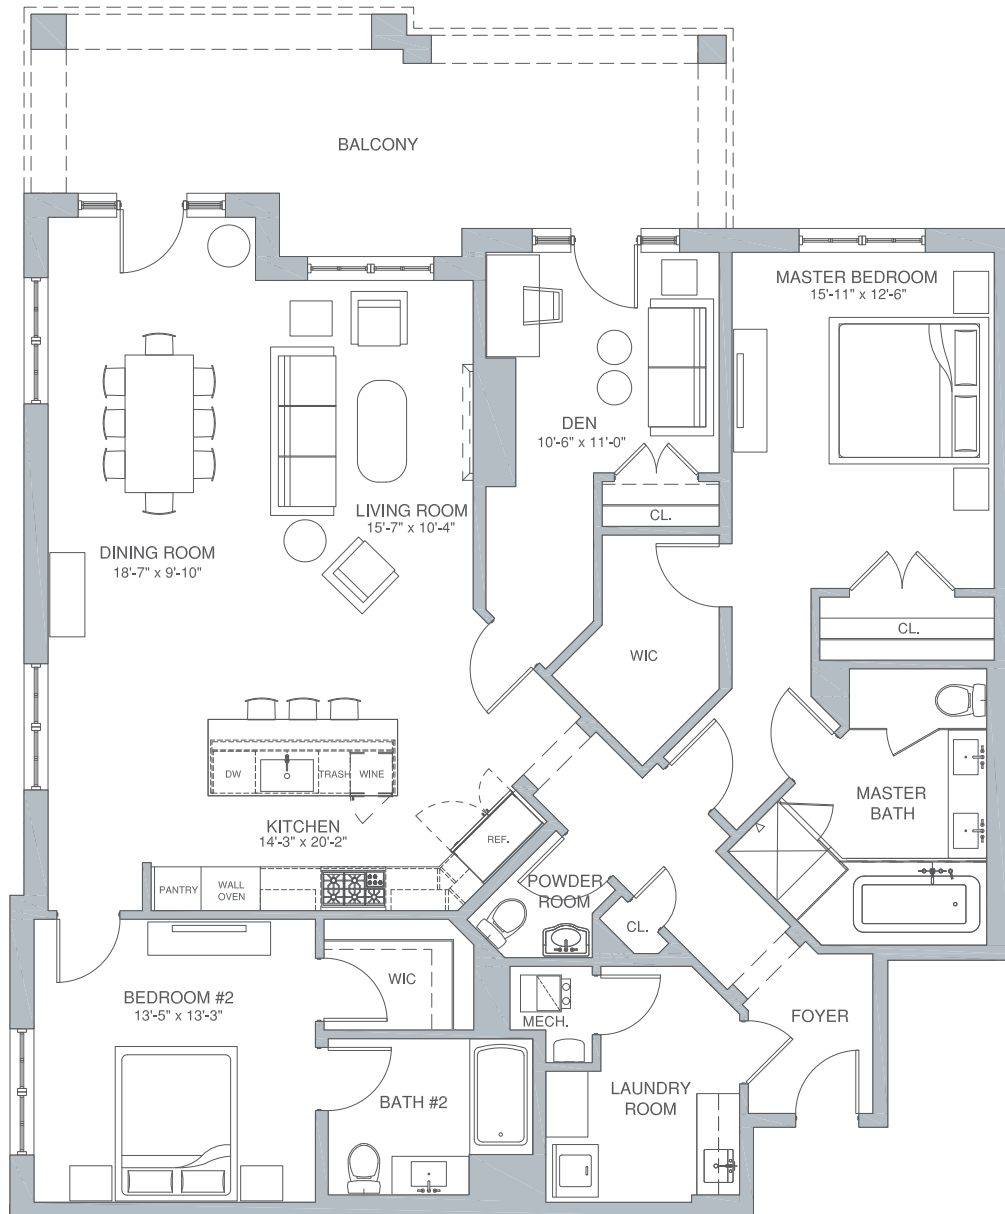 BALCONY
MASTER BEDROOM
15'-11" x 12'-6"
DEN
10'-6" x 11'-0"
LIVING ROOM
15'-7" x 10'-4"
CL.
DINING ROOM
18'-7" x 9'-10"
CL.
WIC
DW
TRASH
WINE
MASTER
BATH
KITCHEN
14'-3" x 20'-2"
REF.
PANTRY
WALL
OVEN
POWDER
ROOM
CL.
WIC
BEDROOM #2
13'-5" x 13'-3"
MECH.
FOYER
BATH #2
LAUNDRY
ROOM